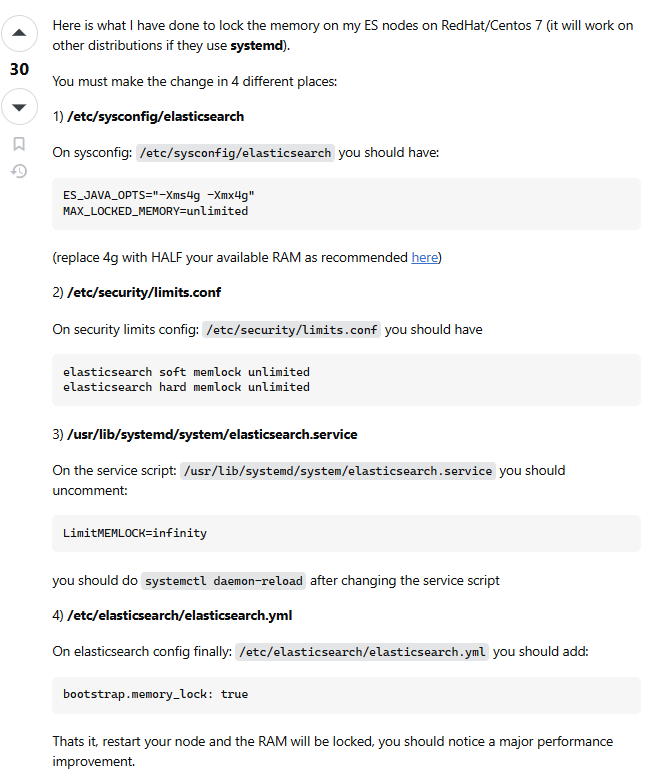 Here is what I have done to lock the memory on my ES nodes on RedHat/Centos 7 (it will work on
other distributions if they use systemd).
30
You must make the change in 4 different places:
1) /etc/sysconfig/elasticsearch
On sysconfig: /etc/sysconfig/elasticsearch you should have:
ES_JAVA_OPTS="-Xms4g -Xmx4g"
MAX_LOCKED_MEMORY=unlimited
(replace 4g with HALF your available RAM as recommended here)
2) /etc/security/limits.conf
On security limits config: /etc/security/limits.conf you should have
elasticsearch soft memlock unlimited
elasticsearch hard memlock unlimited
3) /usr/lib/systemd/system/elasticsearch.service
On the service script: /usr/lib/systemd/system/elasticsearch.service you should
uncomment:
LimitMEMLOCK=infinity
you should do systemctl daemon-reload after changing the service script
4) /etc/elasticsearch/elasticsearch.yml
On elasticsearch config finally: /etc/elasticsearch/elasticsearch.yml you should add:
bootstrap.memory_lock: true
Thats it, restart your node and the RAM will be locked, you should notice a major performance
improvement.